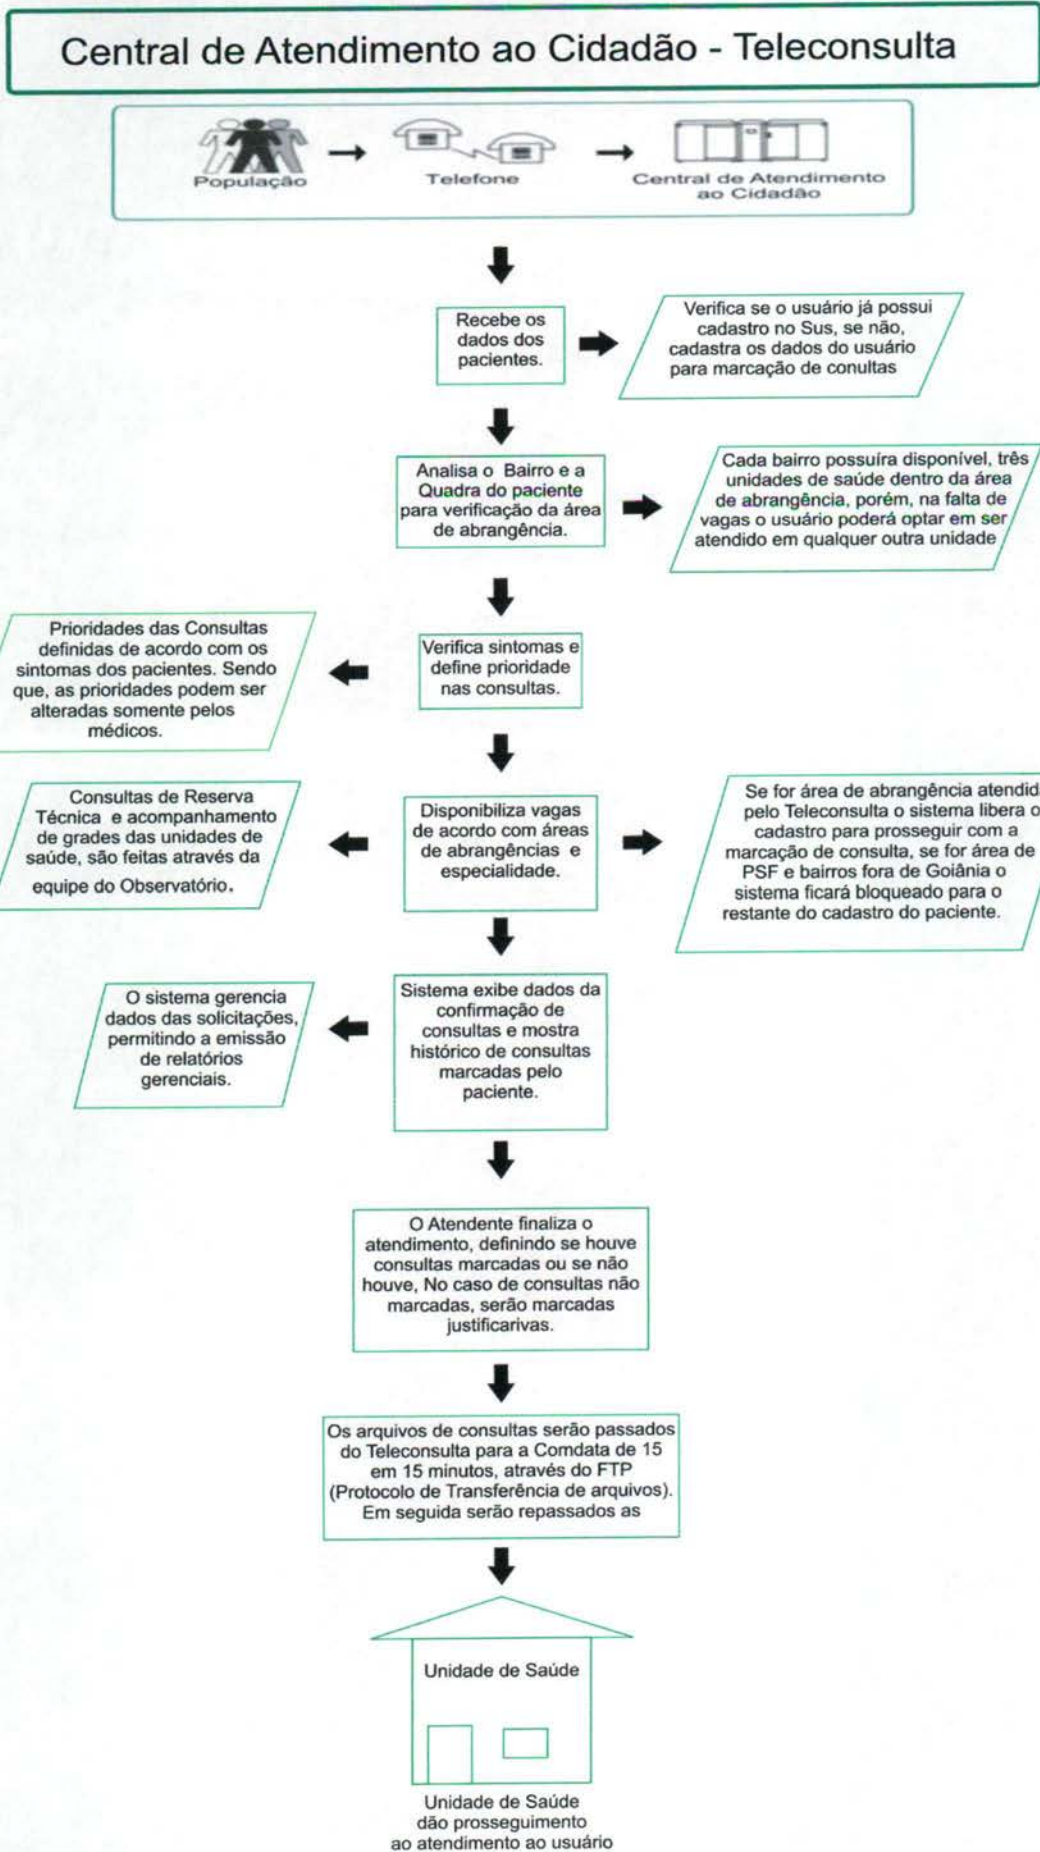 Central de Atendimento ao Cidadão - Teleconsulta
População
Telefone
Central de Atendimento
ao Cidadão
Recebe os
dados dos
pacientes.
Verifica se o usuário já possui
cadastro no Sus, se não,
cadastra os dados do usuário
para marcação de conultas
Analisa o Bairro e a
Quadra do paciente
para verificação da área
de abrangência.
Cada bairro possuíra disponível, três
unidades de saúde dentro da área
de abrangência, porém, na falta de
vagas o usuário poderá optar em ser
atendido em qualquer outra unidade
Prioridades das Consultas
definidas de acordo com os
sintomas dos pacientes. Sendo
que, as prioridades podem ser
alteradas somente pelos
médicos.
Verifica sintomas e
define prioridade
nas consultas.
Consultas de Reserva
Técnica e acompanhamento
de grades das unidades de
saúde, são feitas através da
equipe do Observatório.
Disponibiliza vagas
de acordo com áreas
de abrangências e
especialidade.
Se for área de abrangência atendid
pelo Teleconsulta o sistema libera o
cadastro para prosseguir com a
marcação de consulta, se for área de
PSF e bairros fora de Goiânia o
sistema ficará bloqueado para o
restante do cadastro do paciente.
O sistema gerencia
dados das solicitações,
permitindo a emissão
de relatórios
gerenciais.
Sistema exibe dados da
confirmação de
consultas e mostra
histórico de consultas
marcadas pelo
paciente.
O Atendente finaliza o
atendimento, definindo se houve
consultas marcadas ou se não
houve, No caso de consultas não
marcadas, serão marcadas
justificarivas.
Os arquivos de consultas serão passados
do Teleconsulta para a Comdata de 15
em 15 minutos, através do FTP
(Protocolo de Transferência de arquivos).
Em seguida serão repassados as
Unidade de Saúde
Unidade de Saúde
dão prosseguimento
ao atendimento ao usuário